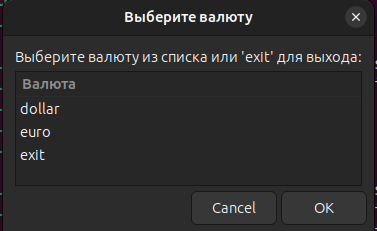 Выберите валюту
Выберите валюту из списка или 'exit' для выхода:
Валюта
dollar
euro
exit
Cancel
OK